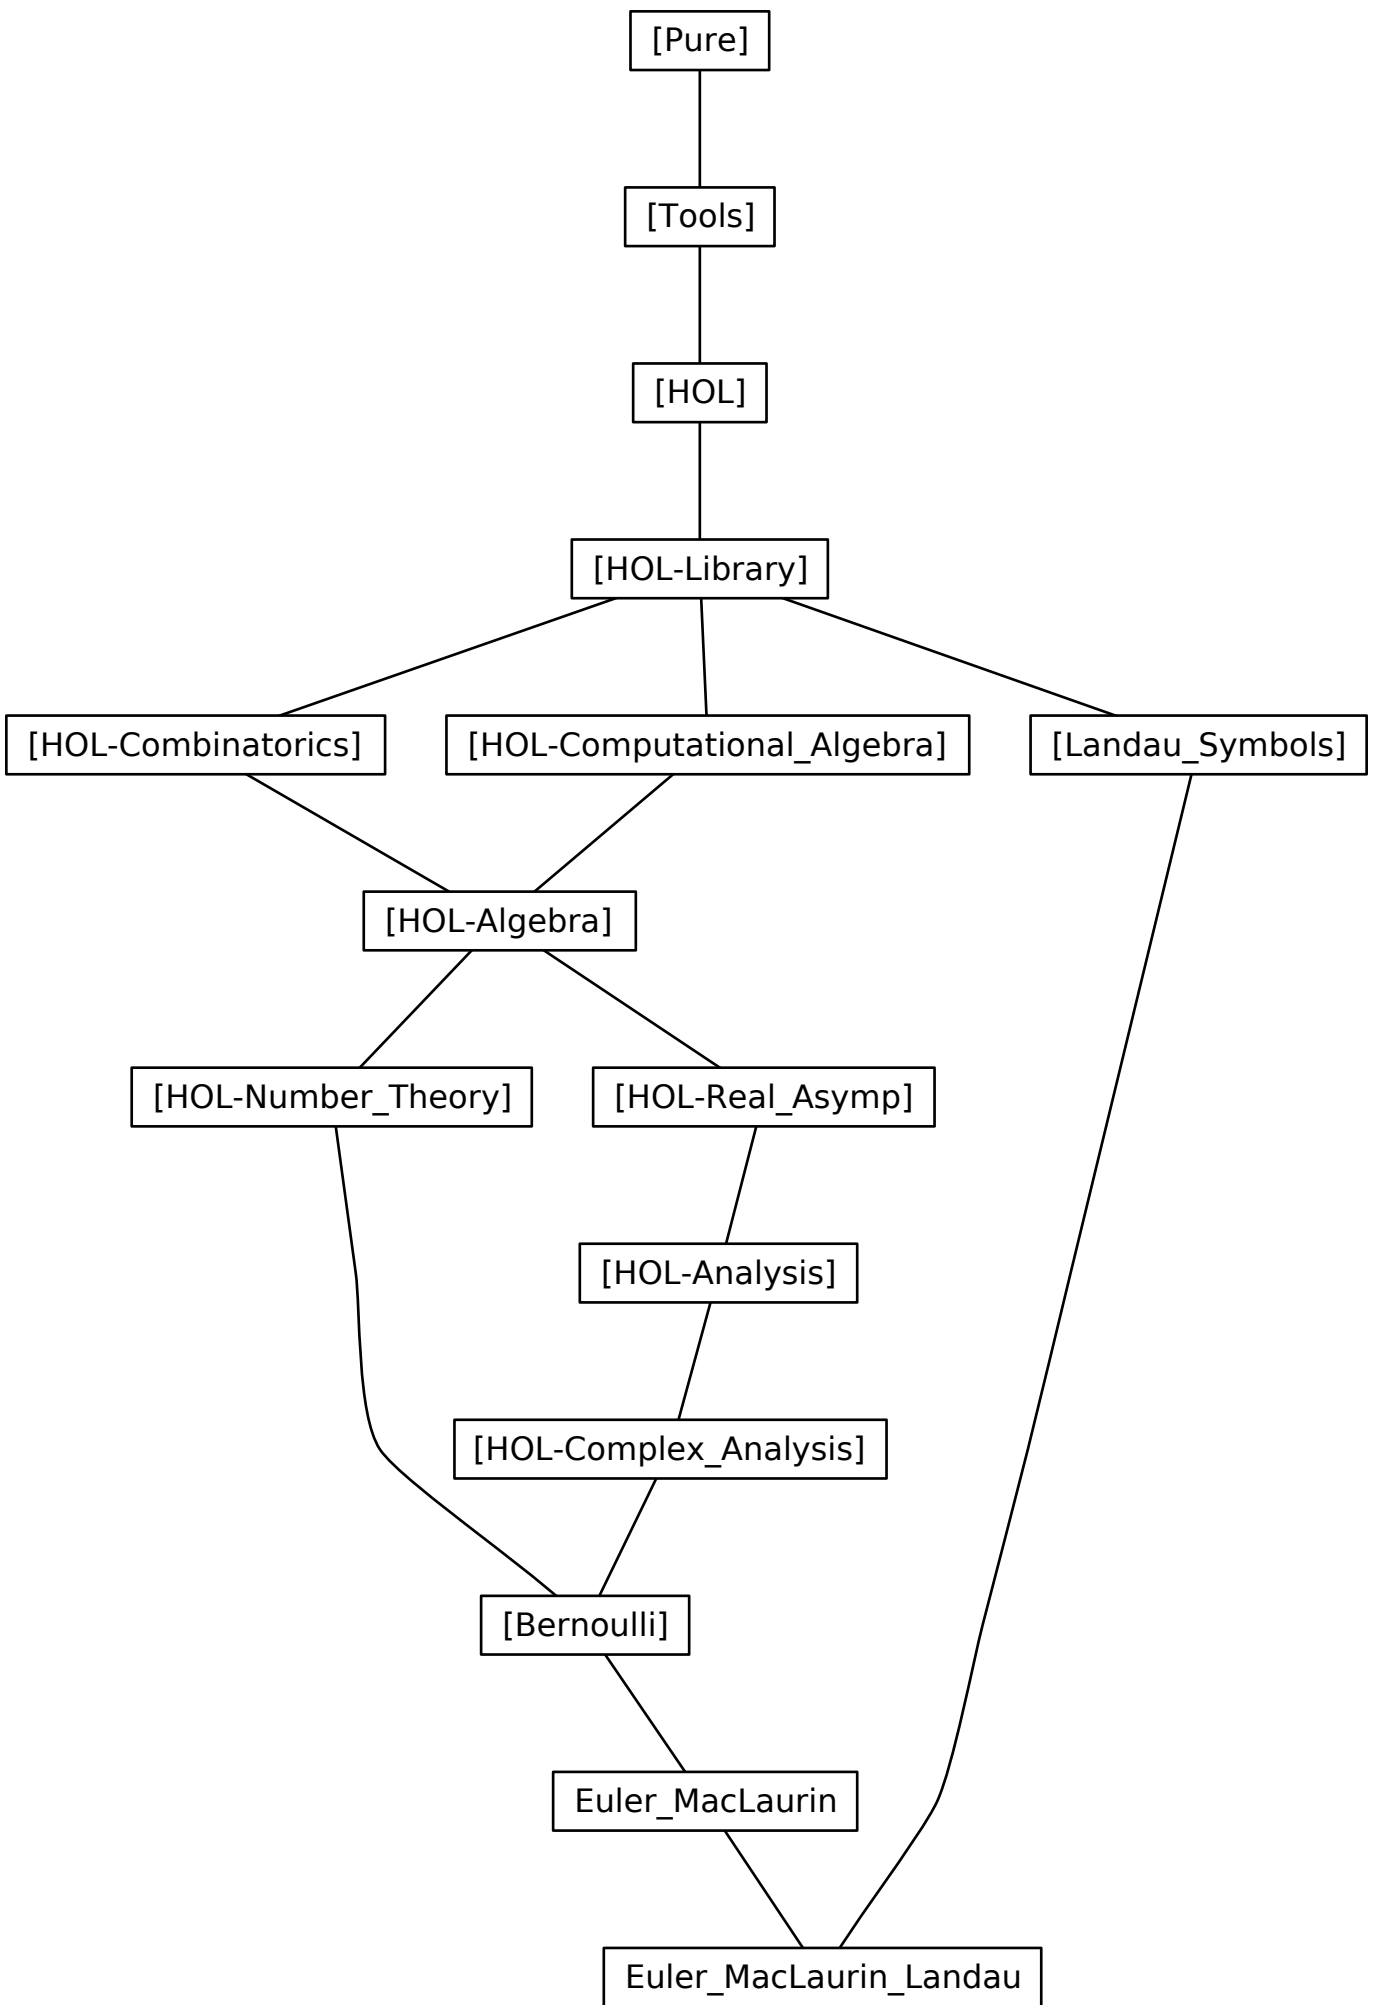 [Pure]
[Tools]
[HOL]
[HOL-Library]
[HOL-Combinatorics]
[HOL-Computational_Algebra]
[Landau_Symbols]
[HOL-Algebra]
[HOL-Number_Theory]
[HOL-Real_Asymp]
[HOL-Analysis]
[HOL-Complex_Analysis]
[Bernoulli]
Euler_MacLaurin
Euler_MacLaurin_Landau